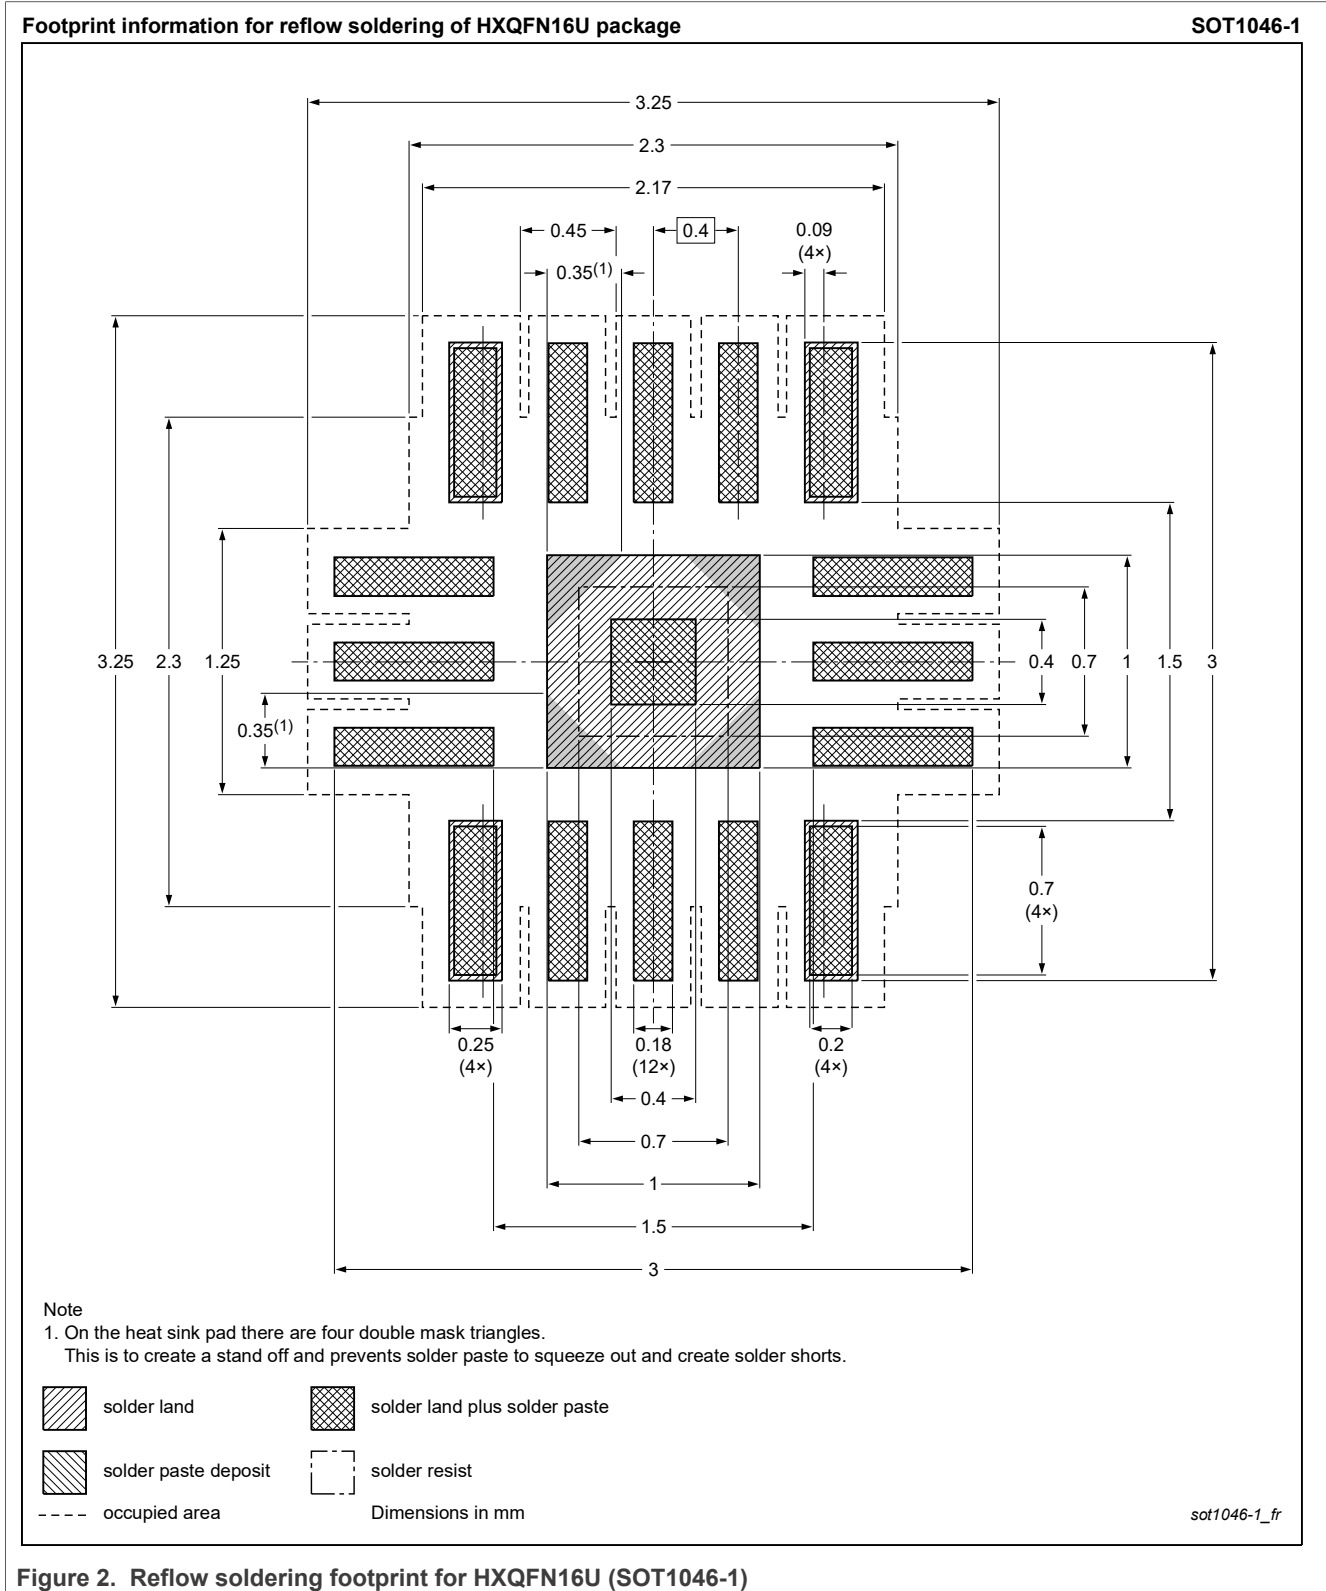 Footprint information for reflow soldering of HXQFN16U package SOT1046-1
3.25
2.3
2.17
0.45 0.4 0.09
(4×)
0.35(1)
3.25 2.3 1.25 0.4 0.7 1 1.5 3
0.35(1)
0.7
(4×)
0.25 0.18 0.2
(4×) (12×) (4×)
0.4
0.7
1
1.5
3
Note
1. On the heat sink pad there are four double mask triangles.
This is to create a stand off and prevents solder paste to squeeze out and create solder shorts.
solder land solder land plus solder paste
solder paste deposit solder resist
occupied area Dimensions in mm sot1046-1_fr
Figure 2. Reflow soldering footprint for HXQFN16U (SOT1046-1)